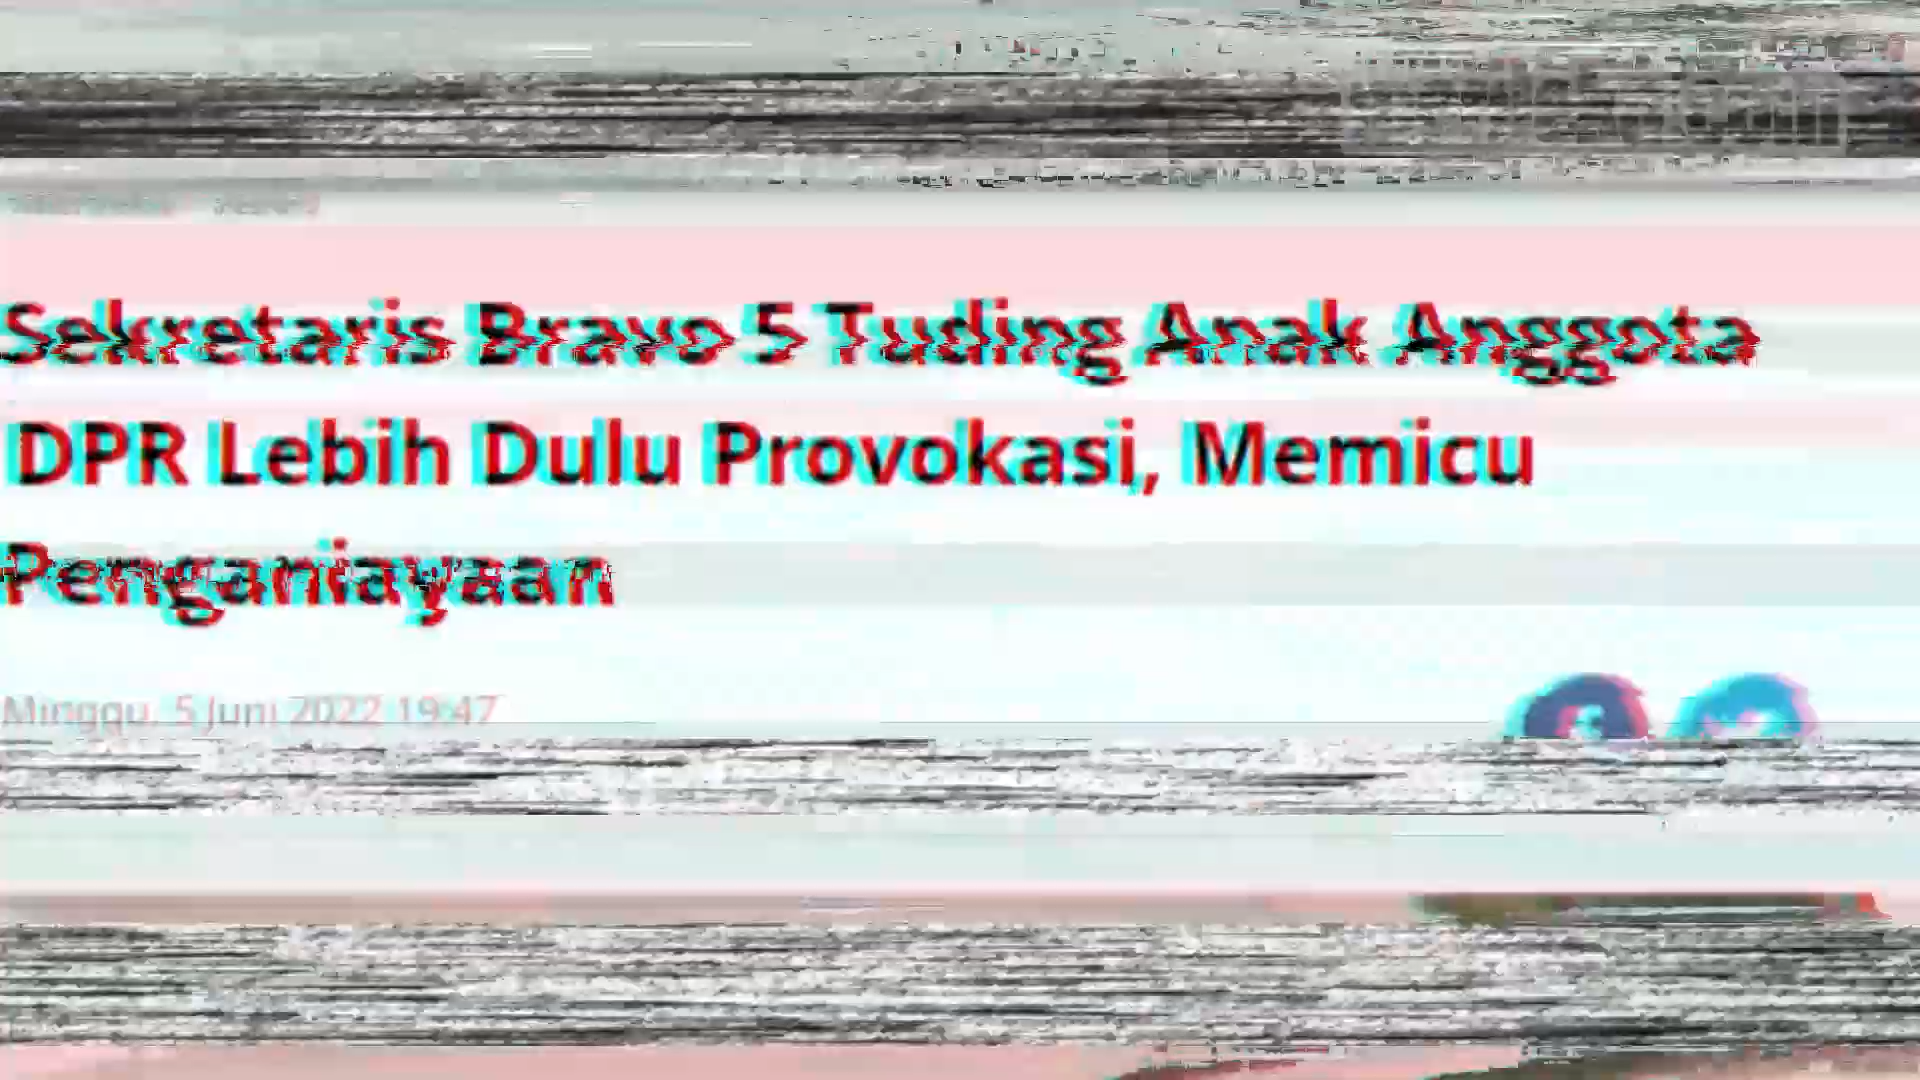 Sekretaris Bravo 5 Tuding Anak Anggota
DPR Lebih Dulu Provokasi, Memicu
Penganiayaan
Minggu, 5 Juni 2022 19:47